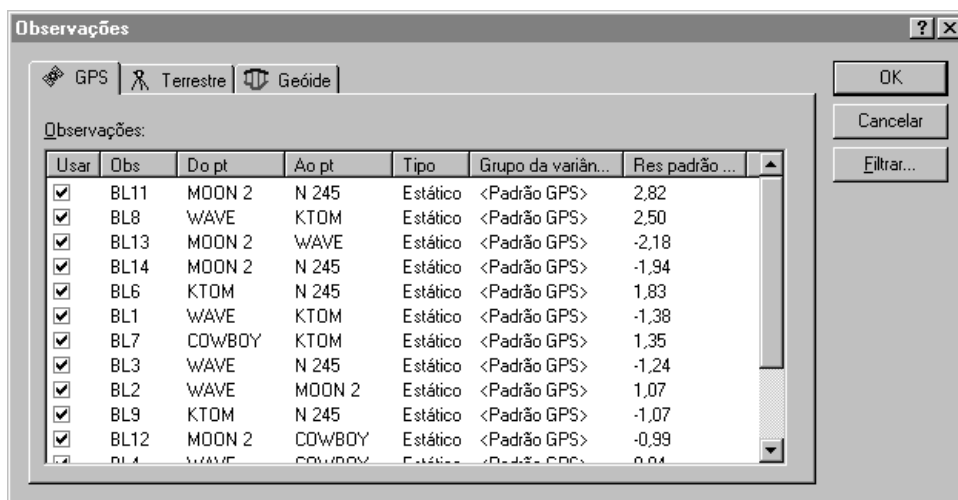 Observações
GPS Terrestre Geóide
OK
Cancelar
Filtrar...
Observações:
Usar Obs Do pt Ao pt Tipo Grupo da variân... Res padrão ...
BL11 MOON 2 N 245 Estático <Padrão GPS> 2,82
BL8 WAVE KTOM Estático <Padrão GPS> 2,50
BL13 MOON 2 WAVE Estático <Padrão GPS> -2,18
BL14 MOON 2 N 245 Estático <Padrão GPS> -1,94
BL6 KTOM N 245 Estático <Padrão GPS> 1,83
BL1 WAVE KTOM Estático <Padrão GPS> -1,38
BL7 COWBOY KTOM Estático <Padrão GPS> 1,35
BL3 WAVE N 245 Estático <Padrão GPS> -1,24
BL2 WAVE MOON 2 Estático <Padrão GPS> 1,07
BL9 KTOM N 245 Estático <Padrão GPS> -1,07
BL12 MOON 2 COWBOY Estático <Padrão GPS> -0,99
WAVE COWBOY Estático <Padrão GPS>